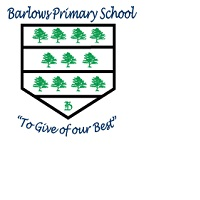 Barlows Primary School
B
"To Give of our Best"